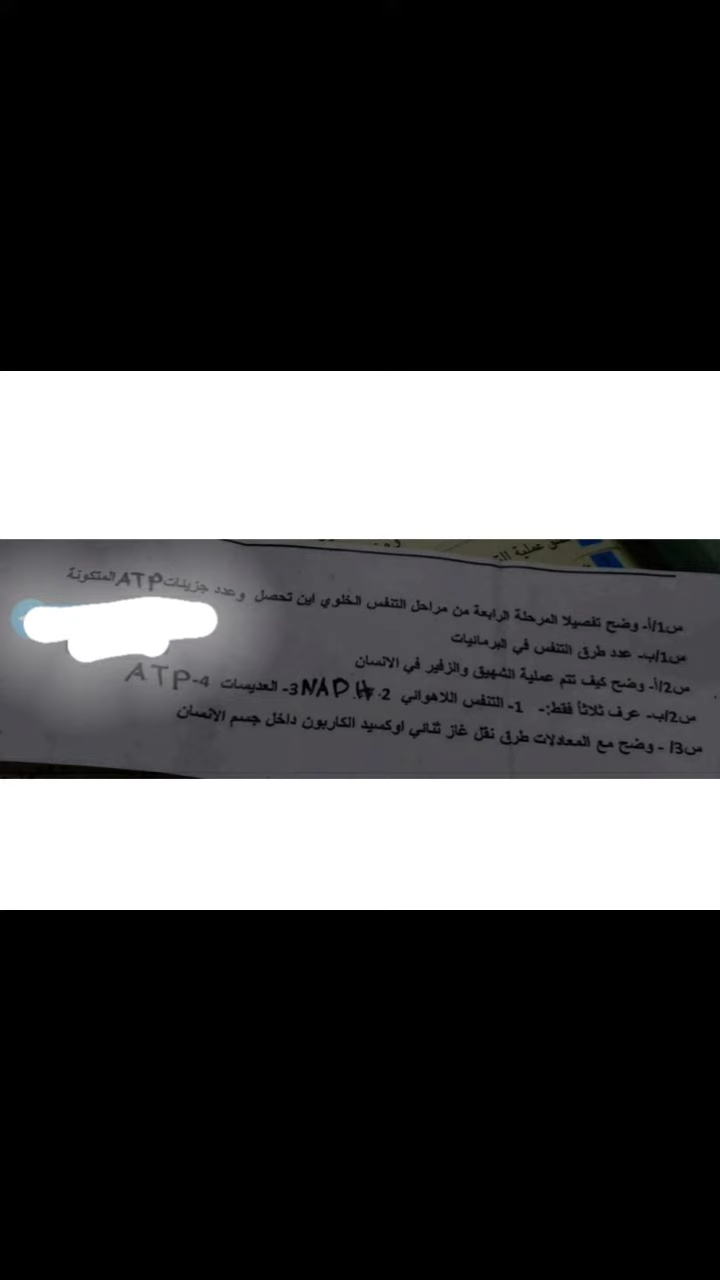 عملية
س1/أ- وضح تفصيلا المرحلة الرابعة من مراحل التنفس الخلوي اين تحصل وعدد جزيئات ATP المتكونة
س1/ب- عدد طرق التنفس في البرمائيات
س2/أ- وضح كيف تتم عملية الشهيق والزفير في الانسان
س2/ب- عرف ثلاثاً فقط:- 1- التنفس اللاهوائي 2- NADH 3- العديسات 4- ATP
س3/ - وضح مع المعادلات طرق نقل غاز ثنائي اوكسيد الكاربون داخل جسم الانسان